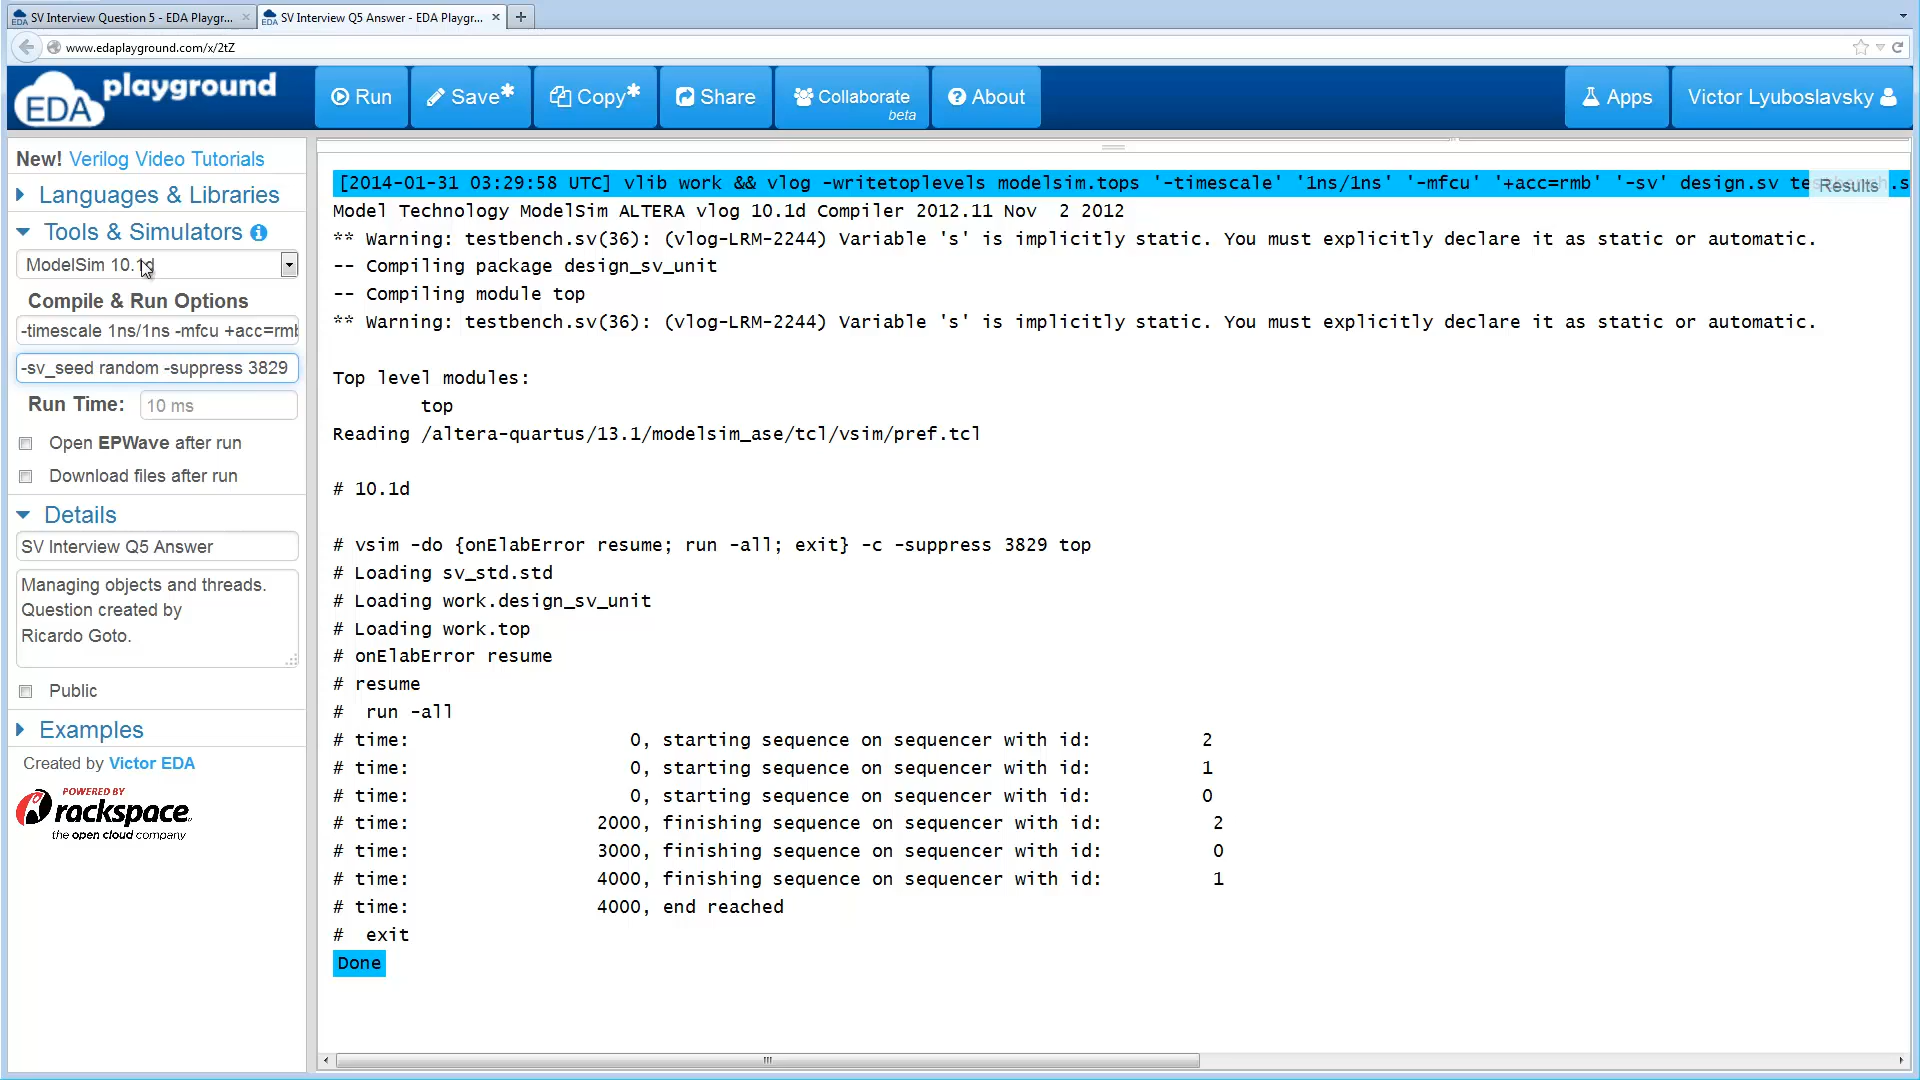 SV Interview Question 5 - EDA Playgr...
SV Interview Q5 Answer - EDA Playgr...
www.edaplayground.com/x/2tZ
EDA playground
Run
Save*
Copy*
Share
Collaborate
beta
About
Apps
Victor Lyuboslavsky
New! Verilog Video Tutorials
Languages & Libraries
Tools & Simulators
ModelSim 10.1d
Compile & Run Options
-timescale 1ns/1ns -mfcu +acc=rmb
-sv_seed random -suppress 3829
Run Time:
10 ms
Open EPWave after run
Download files after run
Details
SV Interview Q5 Answer
Managing objects and threads.
Question created by
Ricardo Goto.
Public
Examples
Created by Victor EDA
POWERED BY
rackspace
the open cloud company
[2014-01-31 03:29:58 UTC] vlib work && vlog -writetoplevels modelsim.tops '-timescale' '1ns/1ns' '-mfcu' '+acc=rmb' '-sv' design.sv
Results
Model Technology ModelSim ALTERA vlog 10.1d Compiler 2012.11 Nov  2 2012
** Warning: testbench.sv(36): (vlog-LRM-2244) Variable 's' is implicitly static. You must explicitly declare it as static or automatic.
-- Compiling package design_sv_unit
-- Compiling module top
** Warning: testbench.sv(36): (vlog-LRM-2244) Variable 's' is implicitly static. You must explicitly declare it as static or automatic.
Top level modules:
top
Reading /altera-quartus/13.1/modelsim_ase/tcl/vsim/pref.tcl
# 10.1d
# vsim -do {onElabError resume; run -all; exit} -c -suppress 3829 top
# Loading sv_std.std
# Loading work.design_sv_unit
# Loading work.top
# onElabError resume
# resume
#  run -all
# time:                    0, starting sequence on sequencer with id:          2
# time:                    0, starting sequence on sequencer with id:          1
# time:                    0, starting sequence on sequencer with id:          0
# time:                 2000, finishing sequence on sequencer with id:          2
# time:                 3000, finishing sequence on sequencer with id:          0
# time:                 4000, finishing sequence on sequencer with id:          1
# time:                 4000, end reached
#  exit
Done